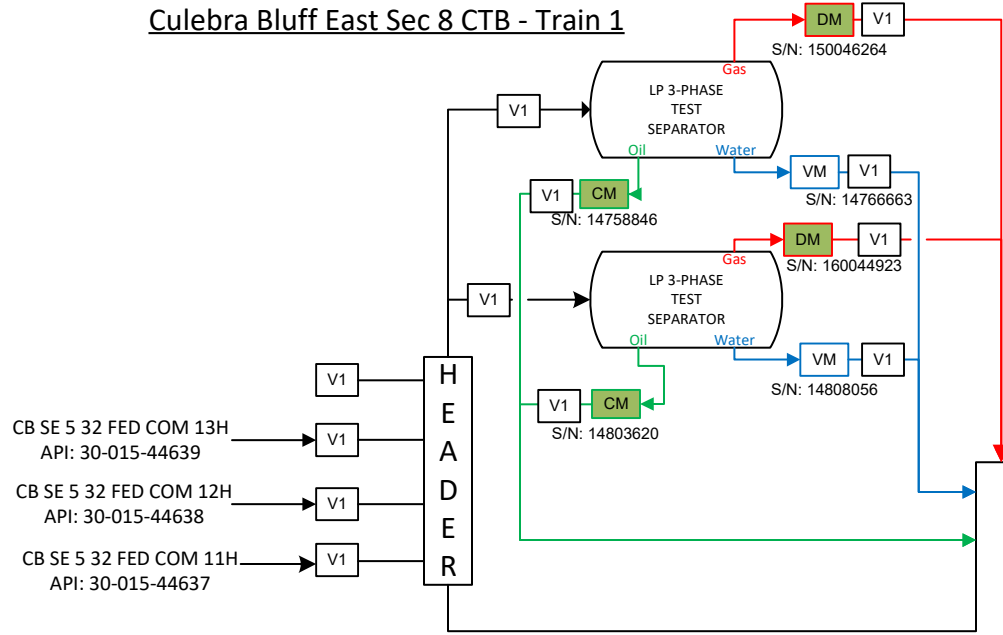 Culebra Bluff East Sec 8 CTB - Train 1
DM
V1
S/N: 150046264
Gas
LP 3-PHASE
TEST
SEPARATOR
V1
Oil
Water
VM
V1
S/N: 14766663
V1
CM
S/N: 14758846
DM
V1
S/N: 160044923
Gas
LP 3-PHASE
TEST
SEPARATOR
V1
Oil
Water
VM
V1
S/N: 14808056
V1
CM
S/N: 14803620
HEADER
V1
CB SE 5 32 FED COM 13H
API: 30-015-44639
V1
CB SE 5 32 FED COM 12H
API: 30-015-44638
V1
CB SE 5 32 FED COM 11H
API: 30-015-44637
V1